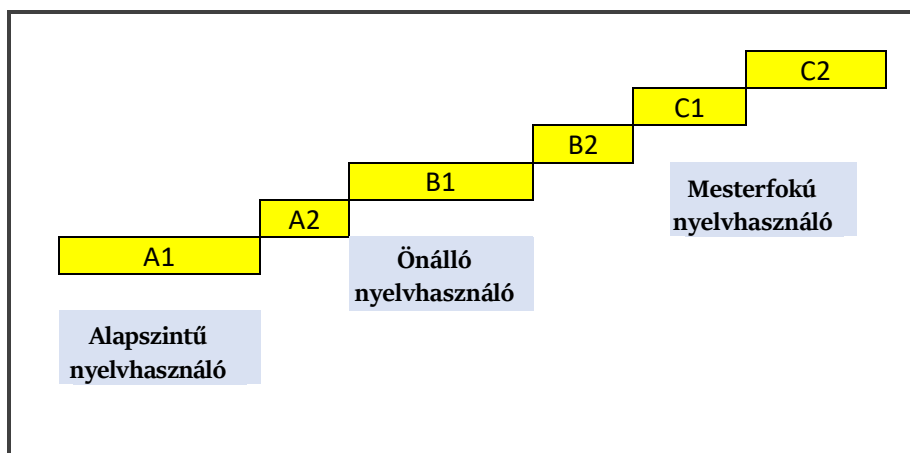 C2
C1
B2
B1
A2
A1
Mesterfokú
nyelvhasználó
Önálló
nyelvhasználó
Alapszintű
nyelvhasználó